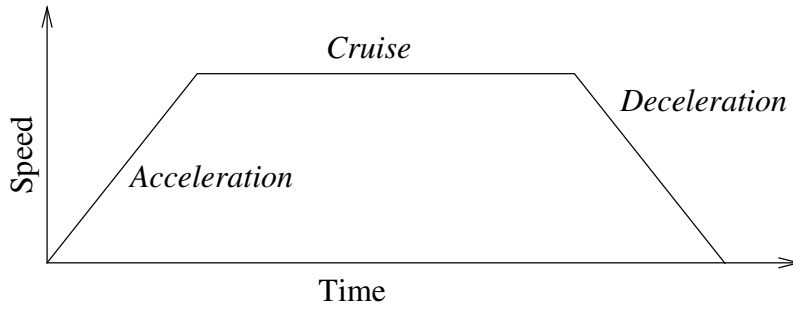 Cruise
Deceleration
Speed
Acceleration
Time